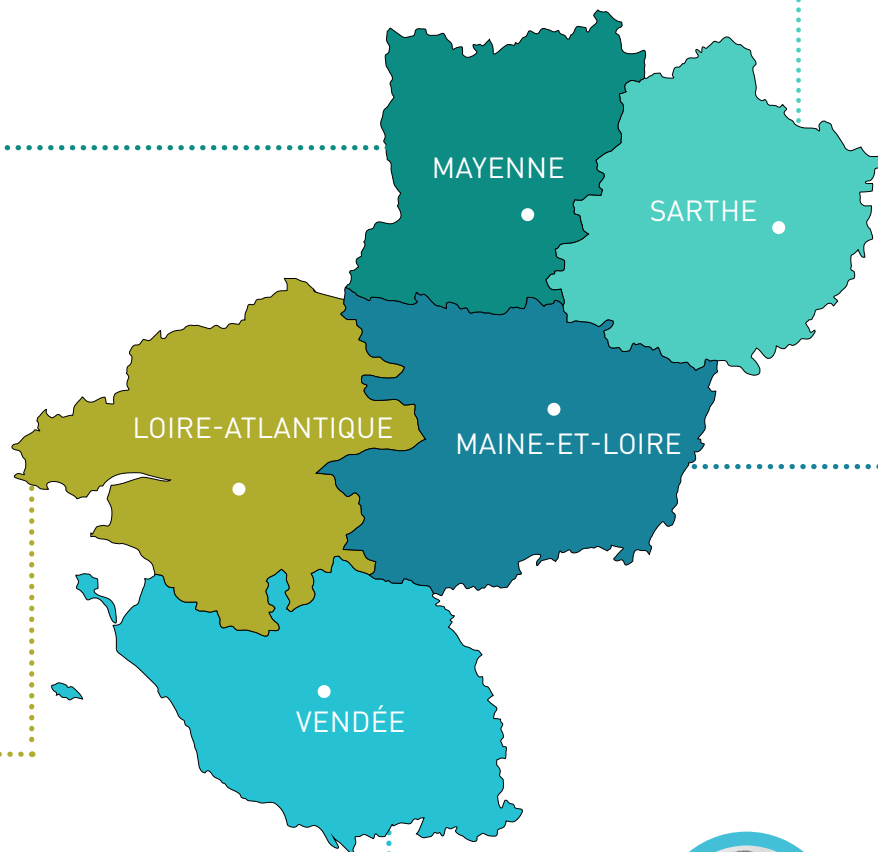 MAYENNE
SARTHE
LOIRE-ATLANTIQUE
MAINE-ET-LOIRE
VENDÉE